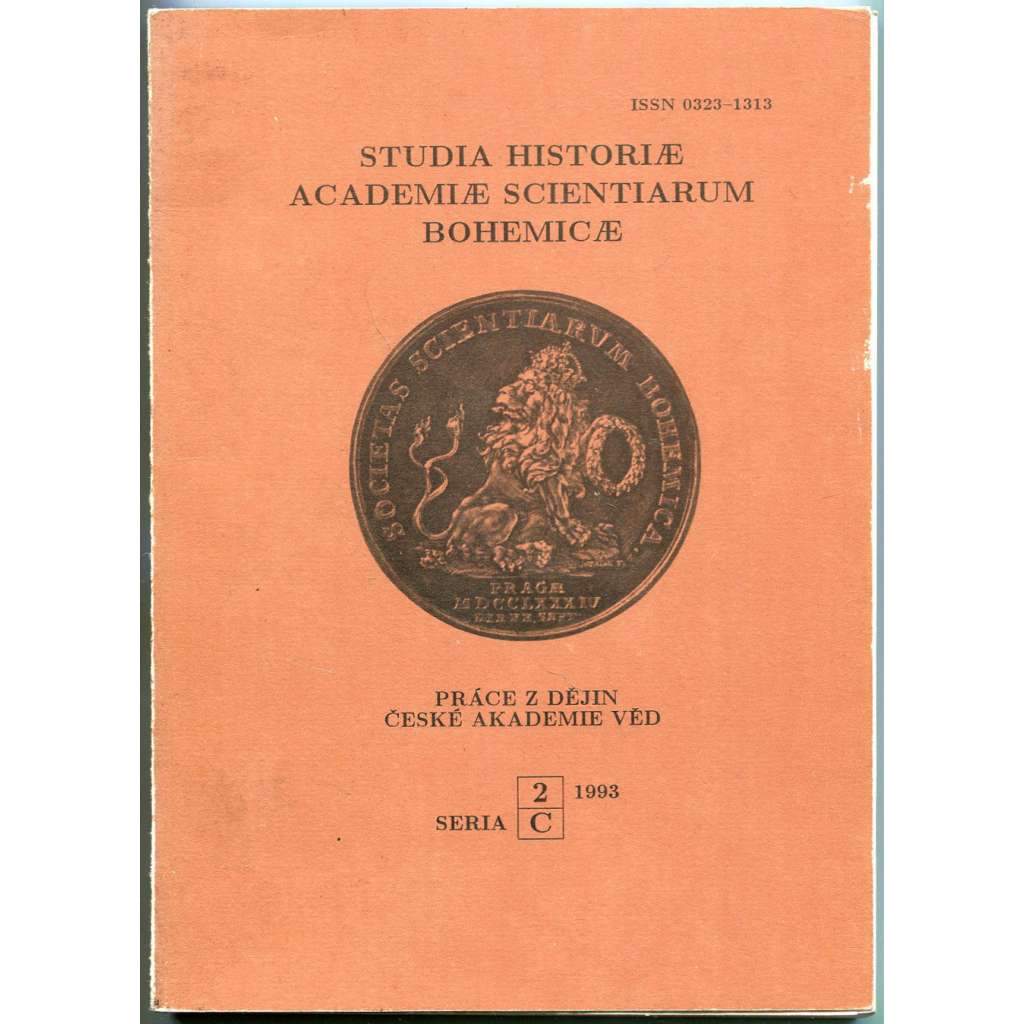 ISSN 0323–1313
STUDIA HISTORIÆ
ACADEMIÆ SCIENTIARUM
BOHEMICÆ
SOCIETAS SCIENTIARVM BOHEMICA.
PRAGÆ
MDCCLXXXIV
PRÁCE Z DĚJIN
ČESKÉ AKADEMIE VĚD
2 1993
SERIA C